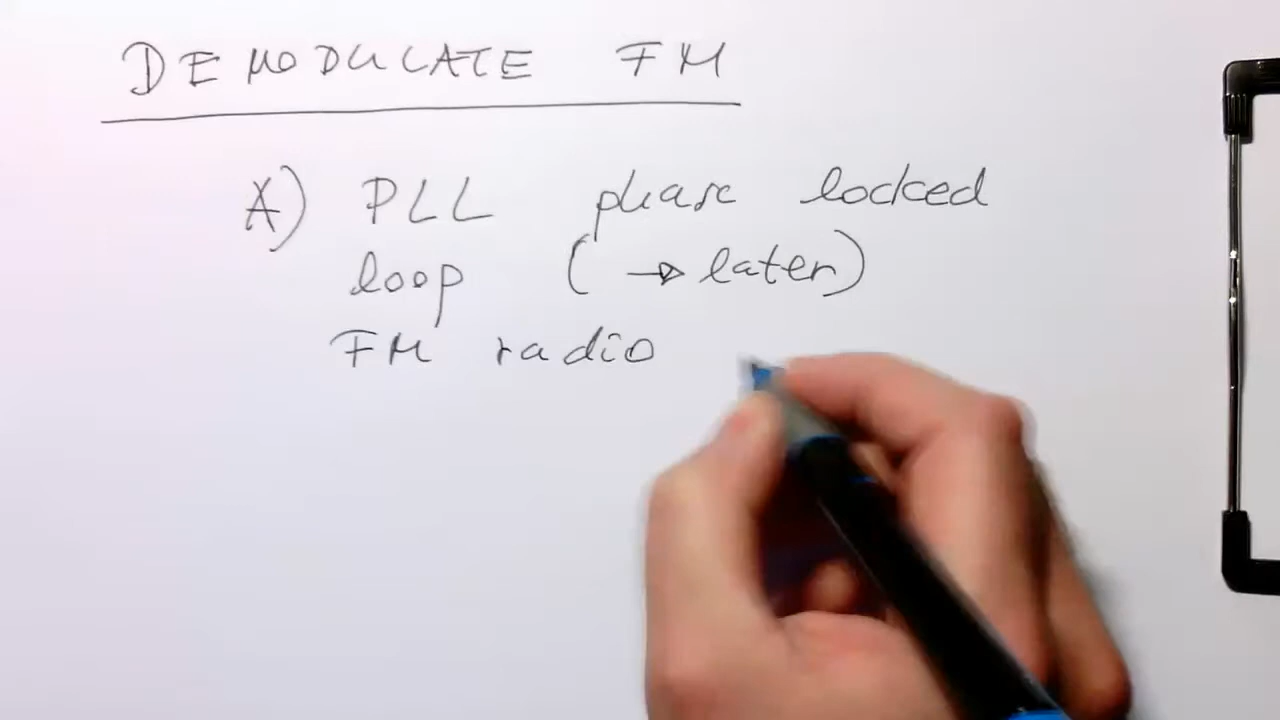 DEMODULATE FM
A) PLL phase locked
loop (→ later)
FM radio